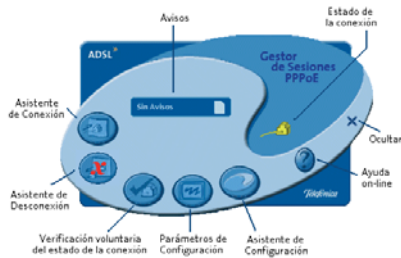 Estado de
la conexión
Avisos
ADSL
Gestor
de Sesiones
PPPoE
Asistente
de Conexión
Sin Avisos
Ocultar
Ayuda
on-line
Asistente de
Desconexión
Telefónica
Verificación voluntaria
del estado de la conexión
Parámetros de
Configuración
Asistente de
Configuración